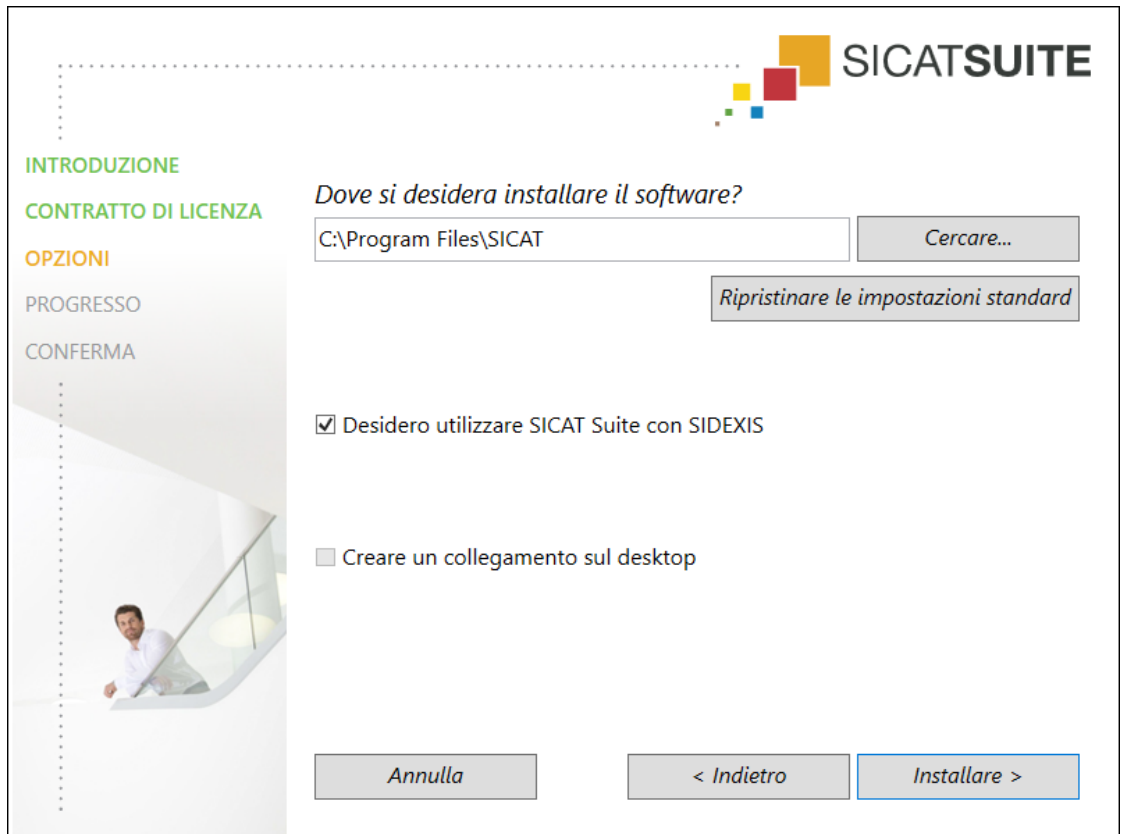 SICATSUITE
INTRODUZIONE
CONTRATTO DI LICENZA
OPZIONI
PROGRESSO
CONFERMA
Dove si desidera installare il software?
C:\Program Files\SICAT
Cercare...
Ripristinare le impostazioni standard
Desidero utilizzare SICAT Suite con SIDEXIS
Creare un collegamento sul desktop
Annulla
< Indietro
Installare >